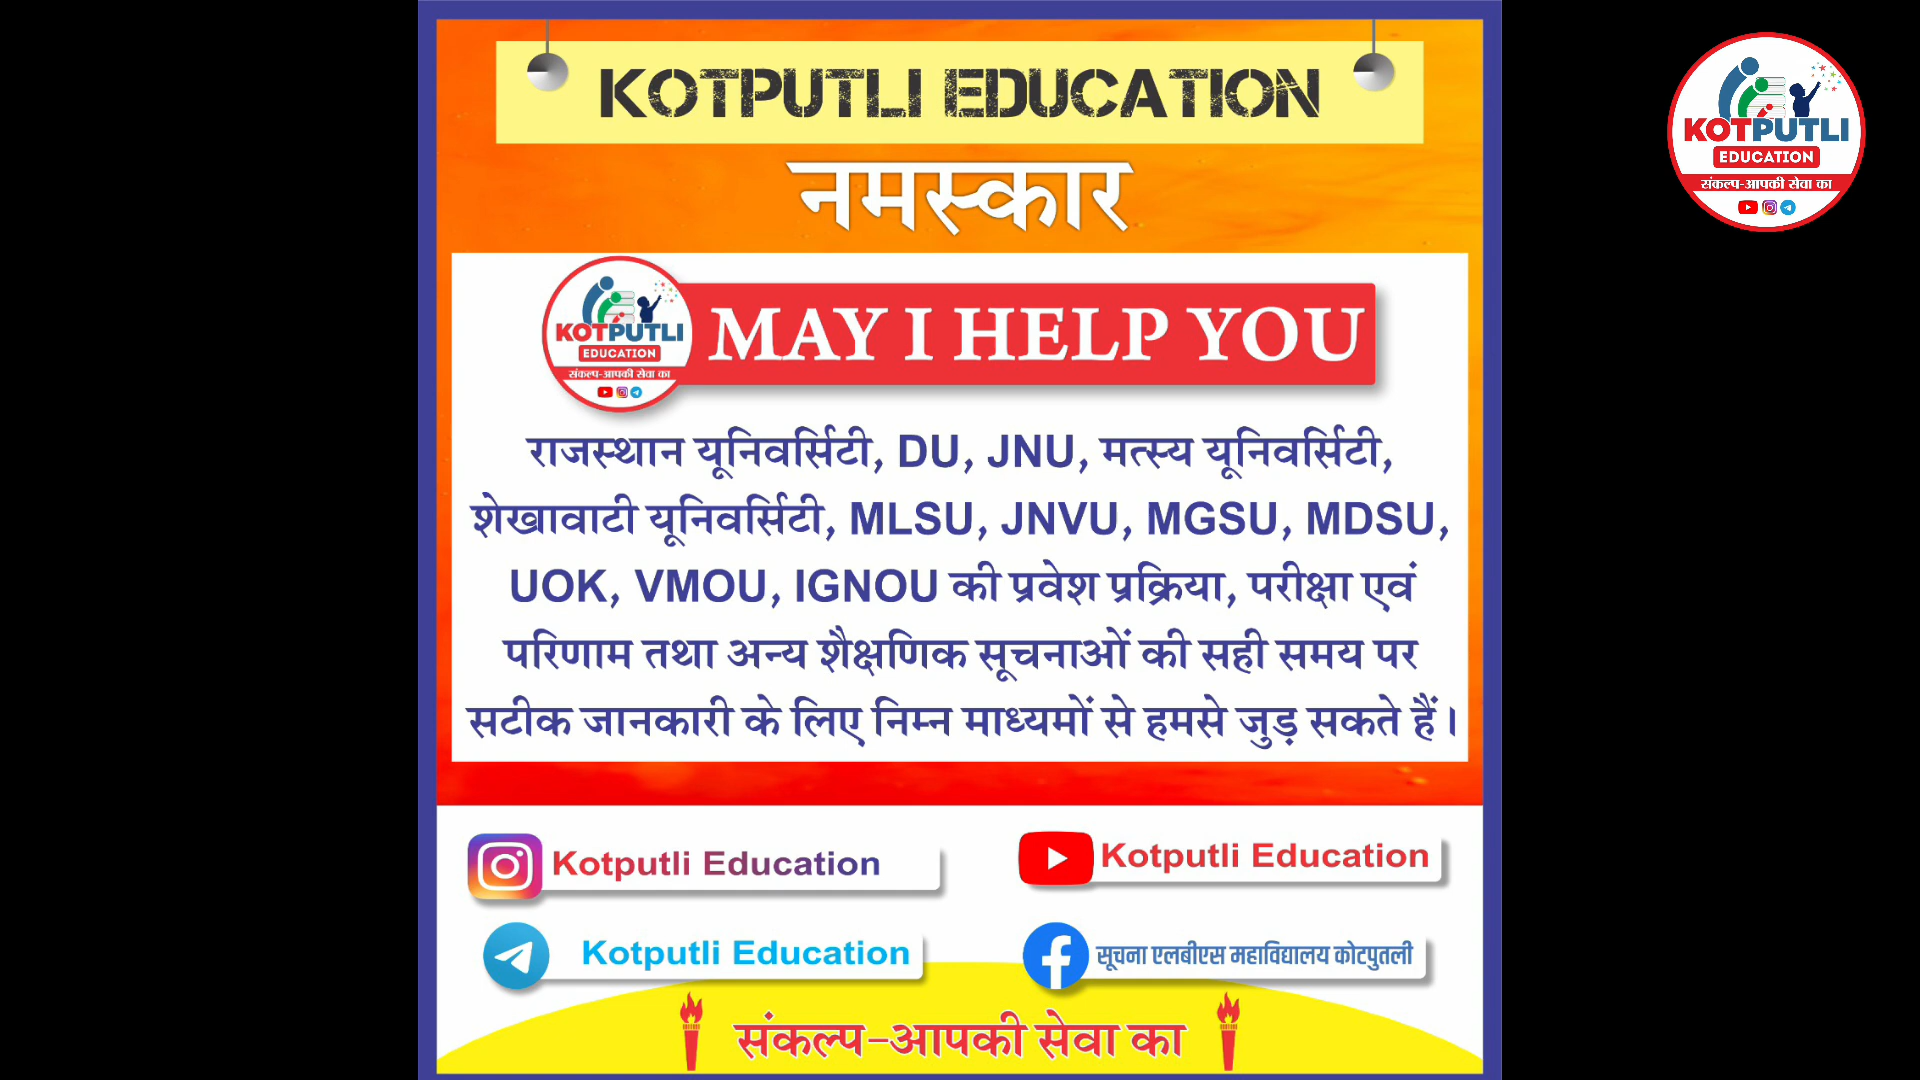 KOTPUTLI EDUCATION
नमस्कार
KOTPUTLI
EDUCATION
संकल्प-आपकी सेवा का
KOTPUTLI
EDUCATION
संकल्प-आपकी सेवा का
MAY I HELP YOU
राजस्थान यूनिवर्सिटी, DU, JNU, मत्स्य यूनिवर्सिटी,
शेखावाटी यूनिवर्सिटी, MLSU, JNVU, MGSU, MDSU,
UOK, VMOU, IGNOU की प्रवेश प्रक्रिया, परीक्षा एवं
परिणाम तथा अन्य शैक्षणिक सूचनाओं की सही समय पर
सटीक जानकारी के लिए निम्न माध्यमों से हमसे जुड़ सकते हैं।
Kotputli Education
Kotputli Education
Kotputli Education
सूचना एलबीएस महाविद्यालय कोटपुतली
संकल्प-आपकी सेवा का